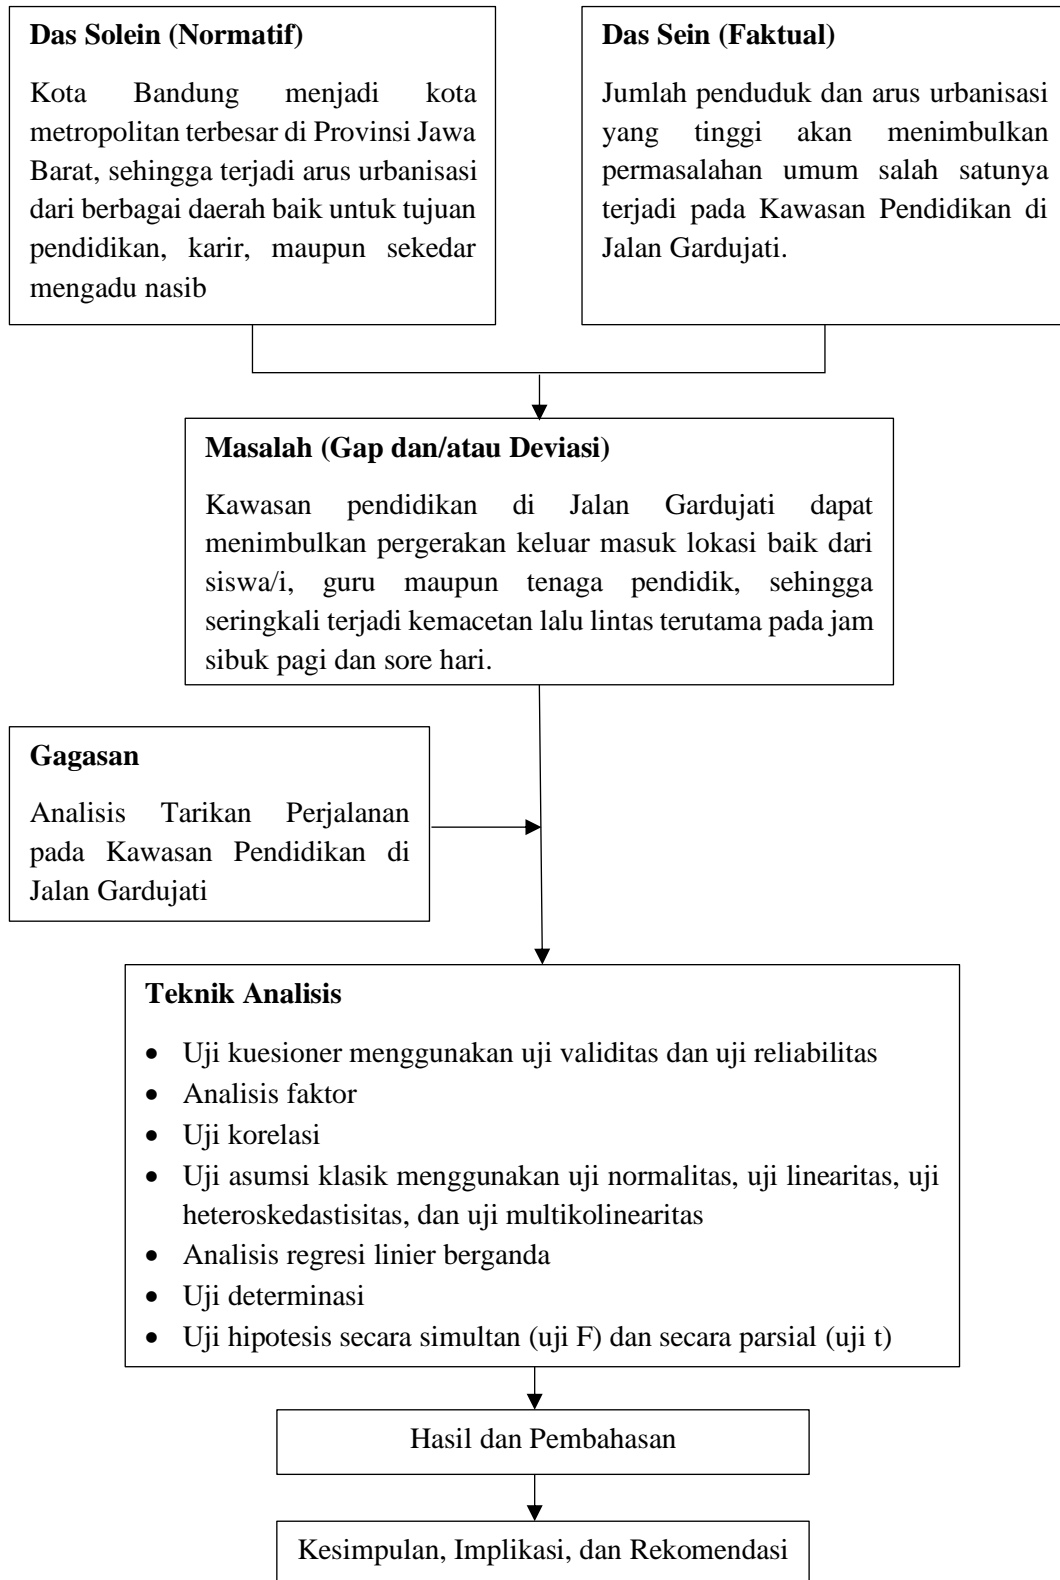 Das Solein (Normatif)
Kota Bandung menjadi kota
metropolitan terbesar di Provinsi Jawa
Barat, sehingga terjadi arus urbanisasi
dari berbagai daerah baik untuk tujuan
pendidikan, karir, maupun sekedar
mengadu nasib
Das Sein (Faktual)
Jumlah penduduk dan arus urbanisasi
yang tinggi akan menimbulkan
permasalahan umum salah satunya
terjadi pada Kawasan Pendidikan di
Jalan Gardujati.
Masalah (Gap dan/atau Deviasi)
Kawasan pendidikan di Jalan Gardujati dapat
menimbulkan pergerakan keluar masuk lokasi baik dari
siswa/i, guru maupun tenaga pendidik, sehingga
seringkali terjadi kemacetan lalu lintas terutama pada jam
sibuk pagi dan sore hari.
Gagasan
Analisis Tarikan Perjalanan
pada Kawasan Pendidikan di
Jalan Gardujati
Teknik Analisis
• Uji kuesioner menggunakan uji validitas dan uji reliabilitas
• Analisis faktor
• Uji korelasi
• Uji asumsi klasik menggunakan uji normalitas, uji linearitas, uji
heteroskedastisitas, dan uji multikolinearitas
• Analisis regresi linier berganda
• Uji determinasi
• Uji hipotesis secara simultan (uji F) dan secara parsial (uji t)
Hasil dan Pembahasan
Kesimpulan, Implikasi, dan Rekomendasi